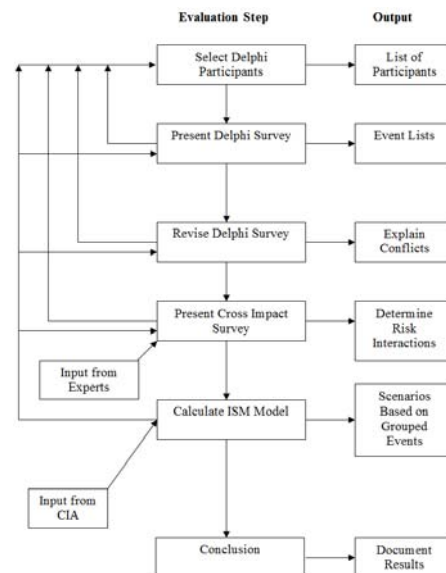 Evaluation Step
Output
Select Delphi
Participants
List of
Participants
Present Delphi Survey
Event Lists
Revise Delphi Survey
Explain
Conflicts
Present Cross Impact
Survey
Determine
Risk
Interactions
Input from
Experts
Calculate ISM Model
Scenarios
Based on
Grouped
Events
Input from
CIA
Conclusion
Document
Results